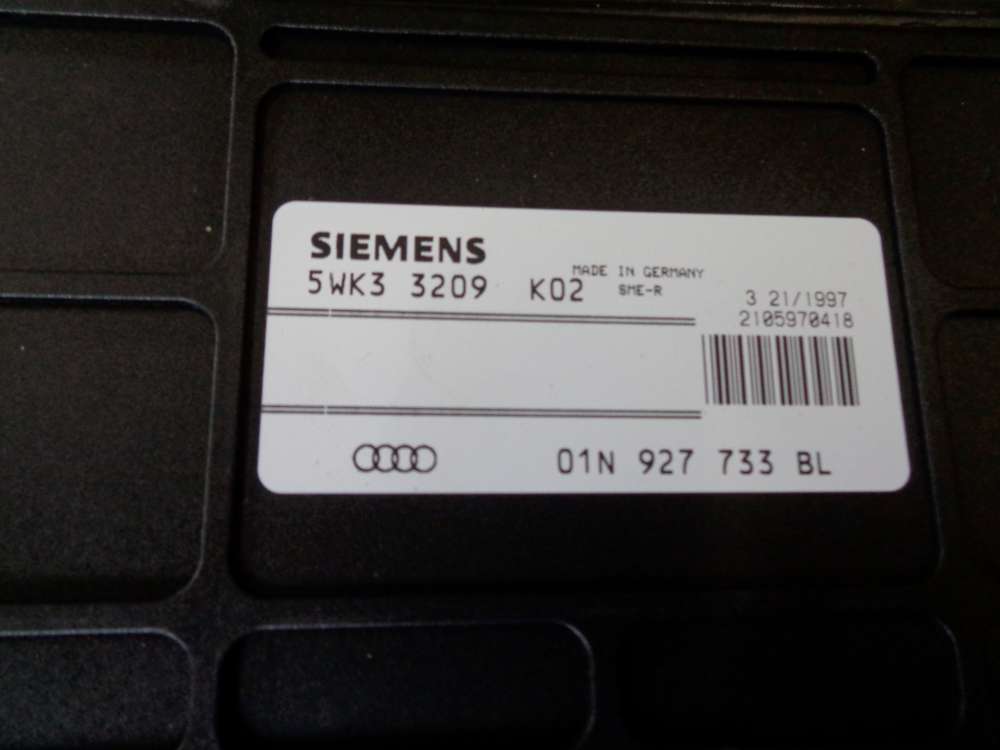 SIEMENS
MADE IN GERMANY
5WK3 3209 K02 SME-R
3 21/1997
2105970418
01N 927 733 BL